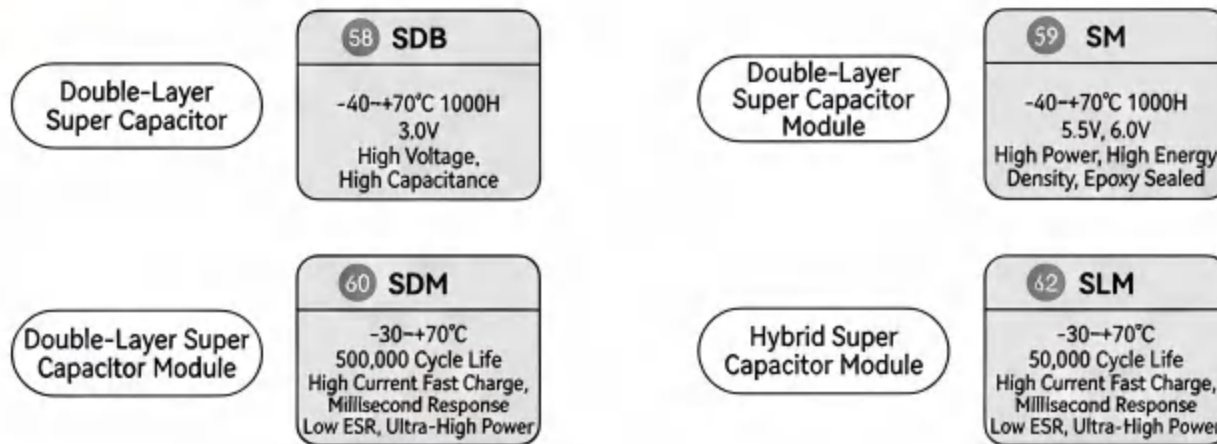 Double-Layer
Super Capacitor
58 SDB
-40~+70°C 1000H
3.0V
High Voltage,
High Capacitance
Double-Layer
Super Capacitor
Module
59 SM
-40~+70°C 1000H
5.5V, 6.0V
High Power, High Energy
Density, Epoxy Sealed
Double-Layer Super
Capacitor Module
60 SDM
-30~+70°C
500,000 Cycle Life
High Current Fast Charge,
Millisecond Response
Low ESR, Ultra-High Power
Hybrid Super
Capacitor Module
62 SLM
-30~+70°C
50,000 Cycle Life
High Current Fast Charge,
Millisecond Response
Low ESR, Ultra-High Power